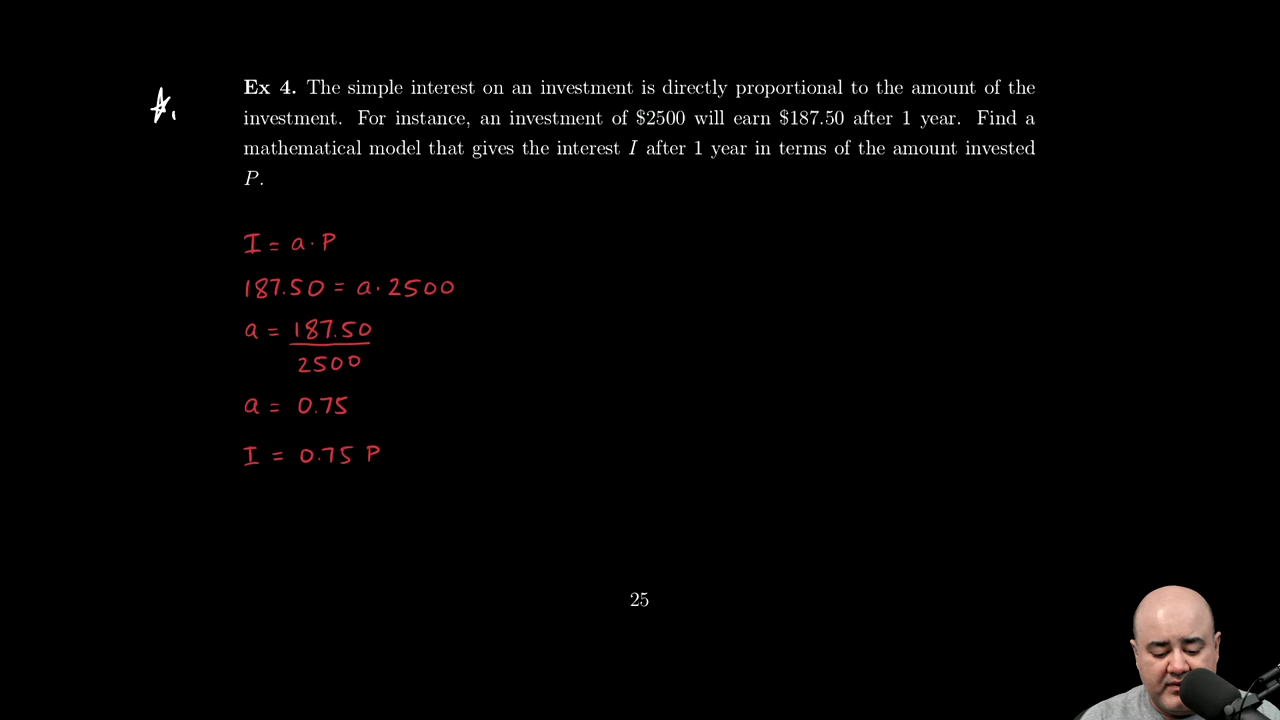 Ex 4. The simple interest on an investment is directly proportional to the amount of the
investment. For instance, an investment of $2500 will earn $187.50 after 1 year. Find a
mathematical model that gives the interest I after 1 year in terms of the amount invested
P.
I = a · P
187.50 = a · 2500
a = 187.50
2500
a = 0.75
I = 0.75 P
25